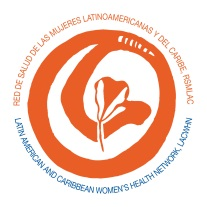 RED DE SALUD DE LAS MUJERES LATINOAMERICANAS Y DEL CARIBE, RSMLAC
LATIN AMERICAN AND CARIBBEAN WOMEN'S HEALTH NETWORK, LACWHN